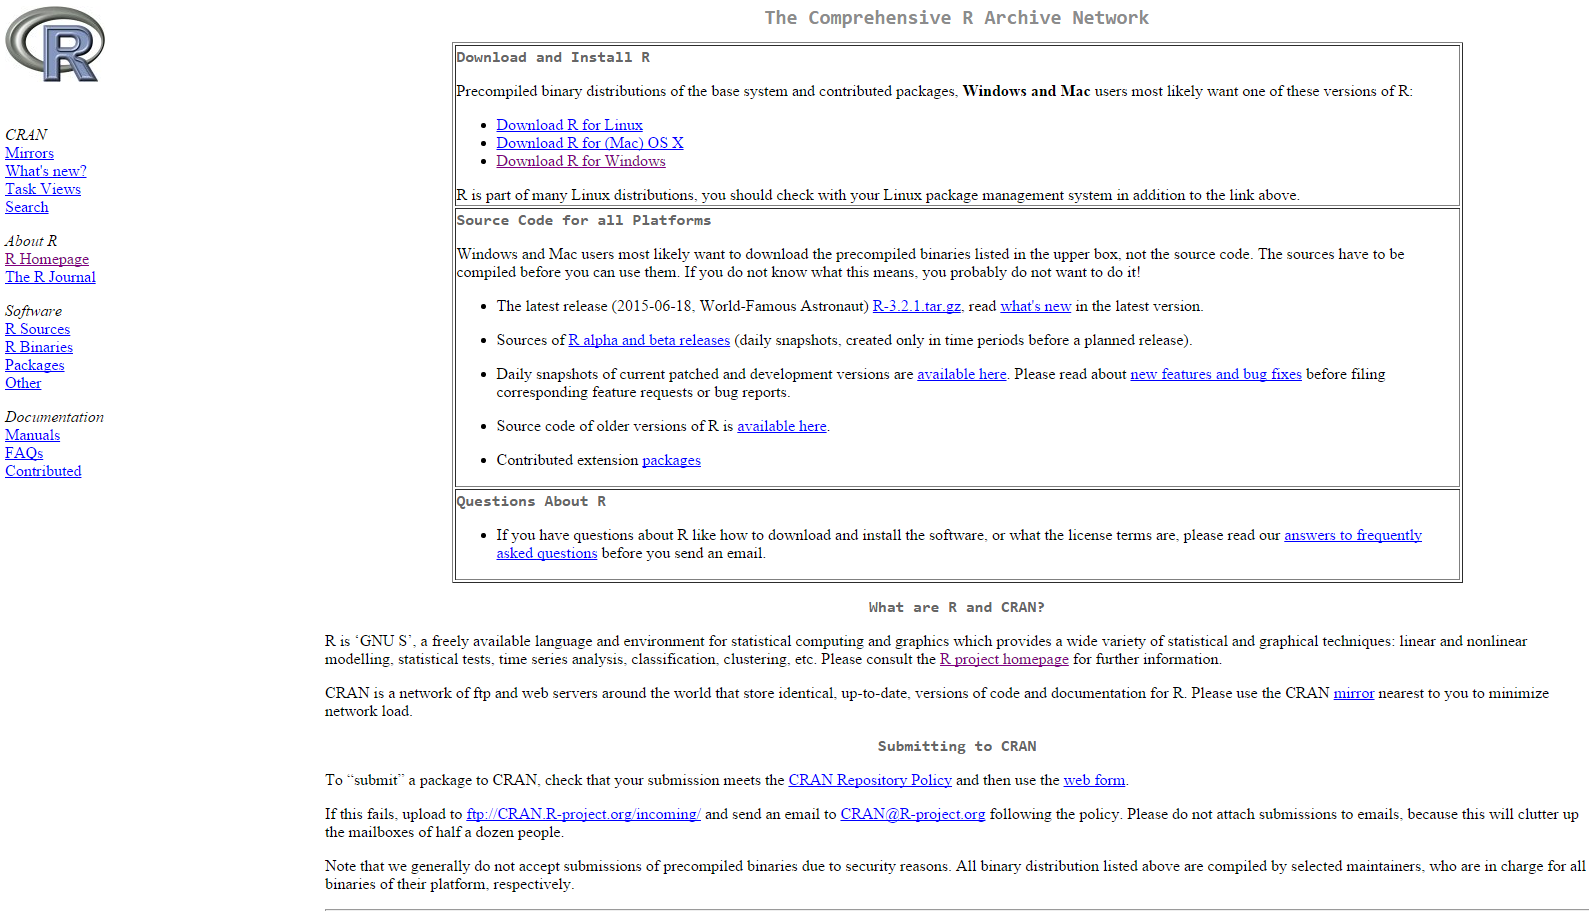 R
CRAN
Mirrors
What's new?
Task Views
Search
About R
R Homepage
The R Journal
Software
R Sources
R Binaries
Packages
Other
Documentation
Manuals
FAQs
Contributed
The Comprehensive R Archive Network
Download and Install R
Precompiled binary distributions of the base system and contributed packages, Windows and Mac users most likely want one of these versions of R:
Download R for Linux
Download R for (Mac) OS X
Download R for Windows
R is part of many Linux distributions, you should check with your Linux package management system in addition to the link above.
Source Code for all Platforms
Windows and Mac users most likely want to download the precompiled binaries listed in the upper box, not the source code. The sources have to be
compiled before you can use them. If you do not know what this means, you probably do not want to do it!
The latest release (2015-06-18, World-Famous Astronaut) R-3.2.1.tar.gz, read what's new in the latest version.
Sources of R alpha and beta releases (daily snapshots, created only in time periods before a planned release).
Daily snapshots of current patched and development versions are available here. Please read about new features and bug fixes before filing
corresponding feature requests or bug reports.
Source code of older versions of R is available here.
Contributed extension packages
Questions About R
If you have questions about R like how to download and install the software, or what the license terms are, please read our answers to frequently
asked questions before you send an email.
What are R and CRAN?
R is ‘GNU S’, a freely available language and environment for statistical computing and graphics which provides a wide variety of statistical and graphical techniques: linear and nonlinear
modelling, statistical tests, time series analysis, classification, clustering, etc. Please consult the R project homepage for further information.
CRAN is a network of ftp and web servers around the world that store identical, up-to-date, versions of code and documentation for R. Please use the CRAN mirror nearest to you to minimize
network load.
Submitting to CRAN
To “submit” a package to CRAN, check that your submission meets the CRAN Repository Policy and then use the web form.
If this fails, upload to ftp://CRAN.R-project.org/incoming/ and send an email to CRAN@R-project.org following the policy. Please do not attach submissions to emails, because this will clutter up
the mailboxes of half a dozen people.
Note that we generally do not accept submissions of precompiled binaries due to security reasons. All binary distribution listed above are compiled by selected maintainers, who are in charge for all
binaries of their platform, respectively.